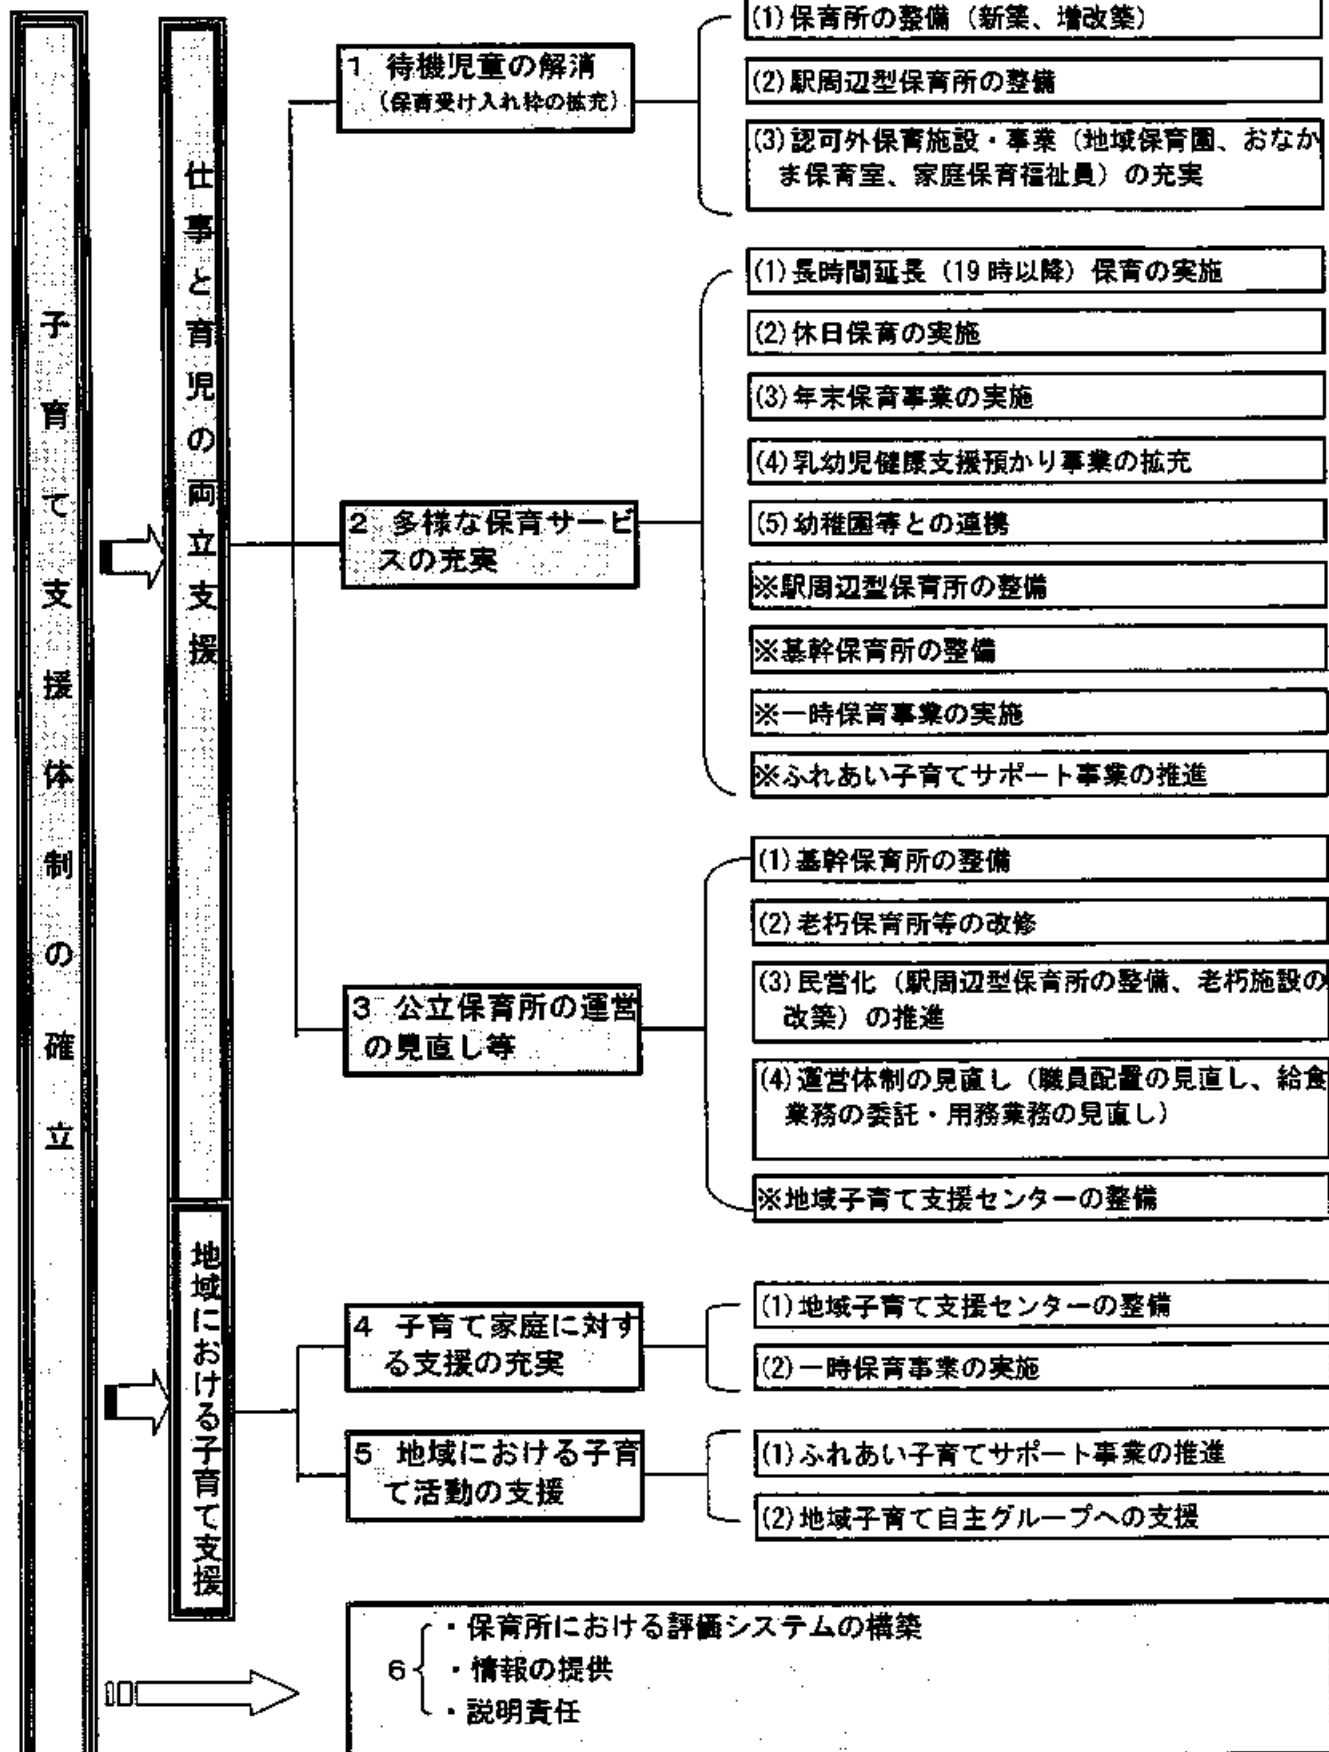 子育て支援体制の確立
仕事と育児の両立支援
1 待機児童の解消
(保育受け入れ枠の拡充)
(1)保育所の整備（新築、増改築）
(2)駅周辺型保育所の整備
(3)認可外保育施設・事業（地域保育園、おなか
ま保育室、家庭保育福祉員）の充実
2 多様な保育サービ
スの充実
(1)長時間延長（19時以降）保育の実施
(2)休日保育の実施
(3)年末保育事業の実施
(4)乳幼児健康支援預かり事業の拡充
(5)幼稚園等との連携
※駅周辺型保育所の整備
※基幹保育所の整備
※一時保育事業の実施
※ふれあい子育てサポート事業の推進
3 公立保育所の運営
の見直し等
(1)基幹保育所の整備
(2)老朽保育所等の改修
(3)民営化（駅周辺型保育所の整備、老朽施設の
改築）の推進
(4)運営体制の見直し（職員配置の見直し、給食
業務の委託・用務業務の見直し）
※地域子育て支援センターの整備
地域における子育て支援
4 子育て家庭に対す
る支援の充実
(1)地域子育て支援センターの整備
(2)一時保育事業の実施
5 地域における子育
て活動の支援
(1)ふれあい子育てサポート事業の推進
(2)地域子育て自主グループへの支援
6
・保育所における評価システムの構築
・情報の提供
・説明責任